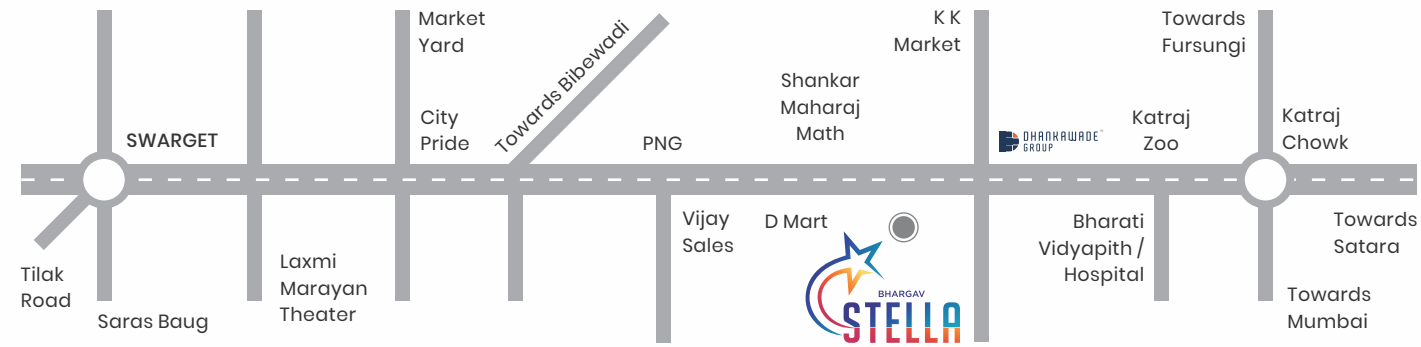 Market
Yard
K K
Market
Towards
Fursungi
Towards Bibewadi
Shankar
Maharaj
Math
City
Pride
SWARGET
PNG
DHANKAWADE™
GROUP
Katraj
Zoo
Katraj
Chowk
Vijay
Sales
D Mart
Bharati
Vidyapith /
Hospital
Towards
Satara
Tilak
Road
Laxmi
Marayan
Theater
Saras Baug
BHARGAV
STELLA
Towards
Mumbai